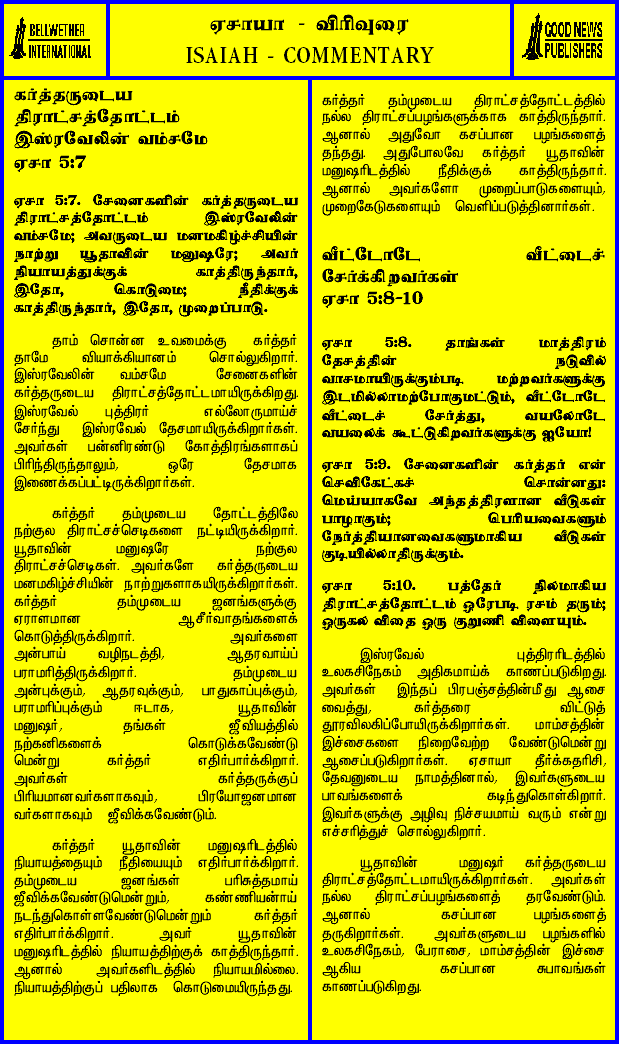 BELLWETHER
INTERNATIONAL
ஏசாயா - விரிவுரை
ISAIAH - COMMENTARY
GOOD NEWS
PUBLISHERS
கர்த்தருடைய
திராட்சத்தோட்டம்
இஸ்ரவேலின் வம்சமே
ஏசா 5:7
ஏசா 5:7. சேனைகளின் கர்த்தருடைய
திராட்சத்தோட்டம் இஸ்ரவேலின்
வம்சமே; அவருடைய மனமகிழ்ச்சியின்
நாற்று யூதாவின் மனுஷரே; அவர்
நியாயத்துக்குக் காத்திருந்தார்,
இதோ, கொடுமை; நீதிக்குக்
காத்திருந்தார், இதோ, முறைப்பாடு.
தாம் சொன்ன உவமைக்கு கர்த்தர்
தாமே வியாக்கியானம் சொல்லுகிறார்.
இஸ்ரவேலின் வம்சமே சேனைகளின்
கர்த்தருடைய திராட்சத்தோட்டமாயிருக்கிறது.
இஸ்ரவேல் புத்திரர் எல்லோருமாய்ச்
சேர்ந்து இஸ்ரவேல் தேசமாயிருக்கிறார்கள்.
அவர்கள் பன்னிரண்டு கோத்திரங்களாகப்
பிரிந்திருந்தாலும், ஒரே தேசமாக
இணைக்கப்பட்டிருக்கிறார்கள்.
கர்த்தர் தம்முடைய தோட்டத்திலே
நற்குல திராட்சச்செடிகளை நட்டியிருக்கிறார்.
யூதாவின் மனுஷரே நற்குல
திராட்சச்செடிகள். அவர்களே கர்த்தருடைய
மனமகிழ்ச்சியின் நாற்றுகளாகயிருக்கிறார்கள்.
கர்த்தர் தம்முடைய ஜனங்களுக்கு
ஏராளமான ஆசீர்வாதங்களைக்
கொடுத்திருக்கிறார். அவர்களை
அன்பாய் வழிநடத்தி, ஆதரவாய்ப்
பராமரித்திருக்கிறார். தம்முடைய
அன்புக்கும், ஆதரவுக்கும், பாதுகாப்புக்கும்,
பராமரிப்புக்கும் ஈடாக, யூதாவின்
மனுஷர், தங்கள் ஜீவியத்தில்
நற்கனிகளைக் கொடுக்கவேண்டு
மென்று கர்த்தர் எதிர்பார்க்கிறார்.
அவர்கள் கர்த்தருக்குப்
பிரியமானவர்களாகவும், பிரயோஜனமான
வர்களாகவும் ஜீவிக்கவேண்டும்.
கர்த்தர் யூதாவின் மனுஷரிடத்தில்
நியாயத்தையும் நீதியையும் எதிர்பார்க்கிறார்.
தம்முடைய ஜனங்கள் பரிசுத்தமாய்
ஜீவிக்கவேண்டுமென்றும், கண்ணியனாய்
நடந்துகொள்ளவேண்டுமென்றும் கர்த்தர்
எதிர்பார்க்கிறார். அவர் யூதாவின்
மனுஷரிடத்தில் நியாயத்திற்குக் காத்திருந்தார்.
ஆனால் அவர்களிடத்தில் நியாயமில்லை.
நியாயத்திற்குப் பதிலாக கொடுமையிருந்தது.
கர்த்தர் தம்முடைய திராட்சத்தோட்டத்தில்
நல்ல திராட்சப்பழங்களுக்காக காத்திருந்தார்.
ஆனால் அதுவோ கசப்பான பழங்களைத்
தந்தது. அதுபோலவே கர்த்தர் யூதாவின்
மனுஷரிடத்தில் நீதிக்குக் காத்திருந்தார்.
ஆனால் அவர்களோ முறைப்பாடுகளையும்,
முறைகேடுகளையும் வெளிப்படுத்தினார்கள்.
வீட்டோடே வீட்டைச்
சேர்க்கிறவர்கள்
ஏசா 5:8-10
ஏசா 5:8. தாங்கள் மாத்திரம்
தேசத்தின் நடுவில்
வாசமாயிருக்கும்படி மற்றவர்களுக்கு
இடமில்லாமற்போகுமட்டும், வீட்டோடே
வீட்டைச் சேர்த்து, வயலோடே
வயலைக் கூட்டுகிறவர்களுக்கு ஐயோ!
ஏசா 5:9. சேனைகளின் கர்த்தர் என்
செவிகேட்கச் சொன்னது:
மெய்யாகவே அந்தத்திரளான வீடுகள்
பாழாகும்; பெரியவைகளும்
நேர்த்தியானவைகளுமாகிய வீடுகள்
குடியில்லாதிருக்கும்.
ஏசா 5:10. பத்தேர் நிலமாகிய
திராட்சத்தோட்டம் ஒரேபடி ரசம் தரும்;
ஒருகல விதை ஒரு குறுணி விளையும்.
இஸ்ரவேல் புத்திரரிடத்தில்
உலகசிநேகம் அதிகமாய்க் காணப்படுகிறது.
அவர்கள் இந்தப் பிரபஞ்சத்தின்மீது ஆசை
வைத்து, கர்த்தரை விட்டுத்
தூரவிலகிப்போயிருக்கிறார்கள். மாம்சத்தின்
இச்சைகளை நிறைவேற்ற வேண்டுமென்று
ஆசைப்படுகிறார்கள். ஏசாயா தீர்க்கதரிசி,
தேவனுடைய நாமத்தினால், இவர்களுடைய
பாவங்களைக் கடிந்துகொள்கிறார்.
இவர்களுக்கு அழிவு நிச்சயமாய் வரும் என்று
எச்சரித்துச் சொல்லுகிறார்.
யூதாவின் மனுஷர் கர்த்தருடைய
திராட்சத்தோட்டமாயிருக்கிறார்கள். அவர்கள்
நல்ல திராட்சப்பழங்களைத் தரவேண்டும்.
ஆனால் கசப்பான பழங்களைத்
தருகிறார்கள். அவர்களுடைய பழங்களில்
உலகசிநேகம், பேராசை, மாம்சத்தின் இச்சை
ஆகிய கசப்பான சுபாவங்கள்
காணப்படுகிறது.